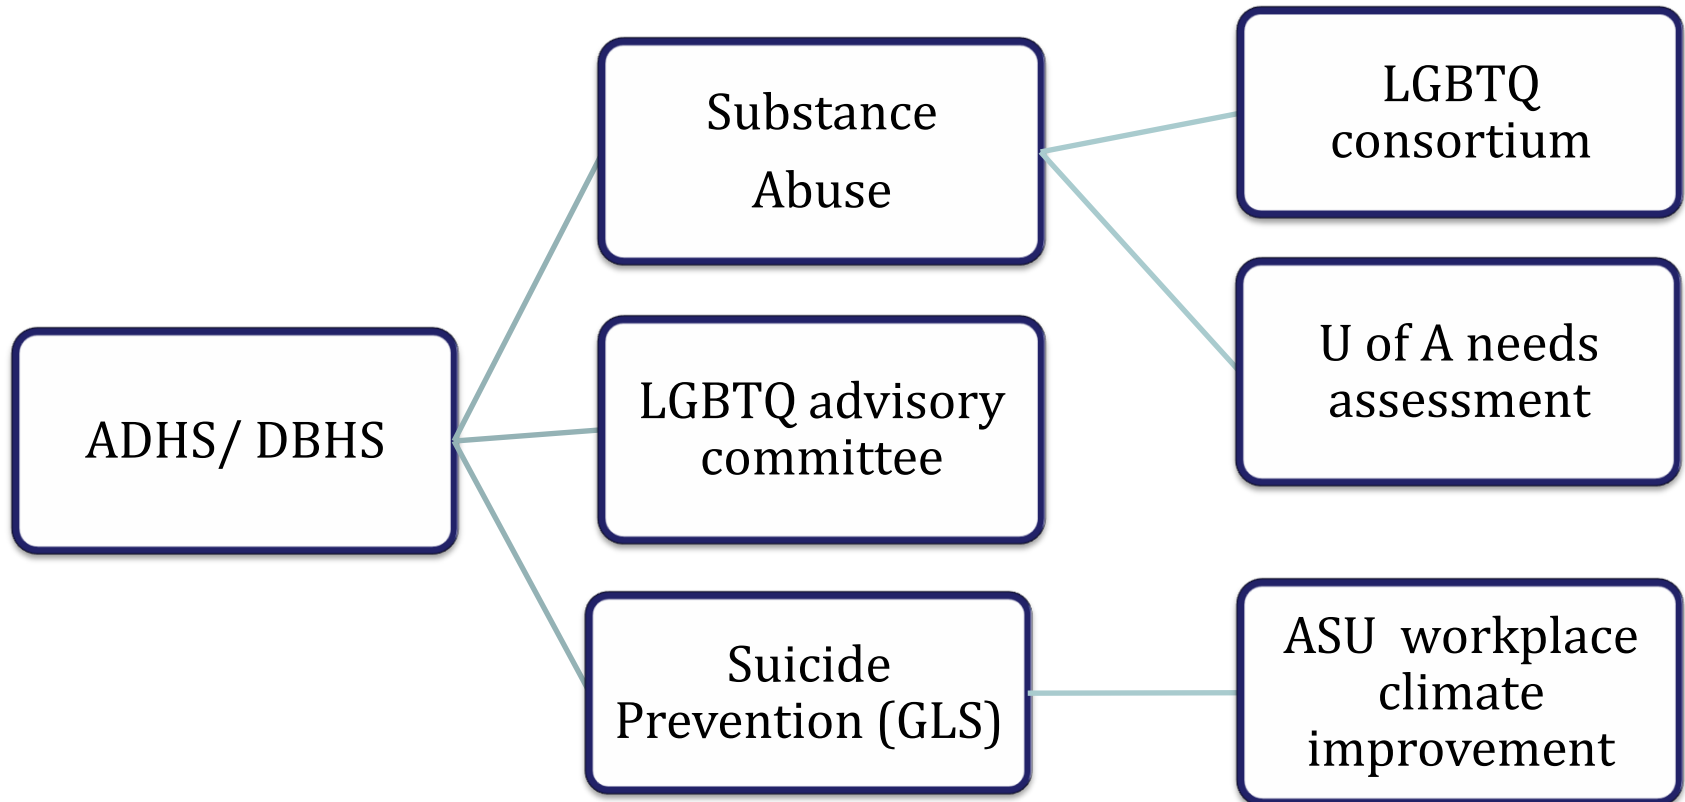 ADHS/ DBHS
Substance
Abuse
LGBTQ advisory
committee
Suicide
Prevention (GLS)
LGBTQ
consortium
U of A needs
assessment
ASU  workplace
climate
improvement